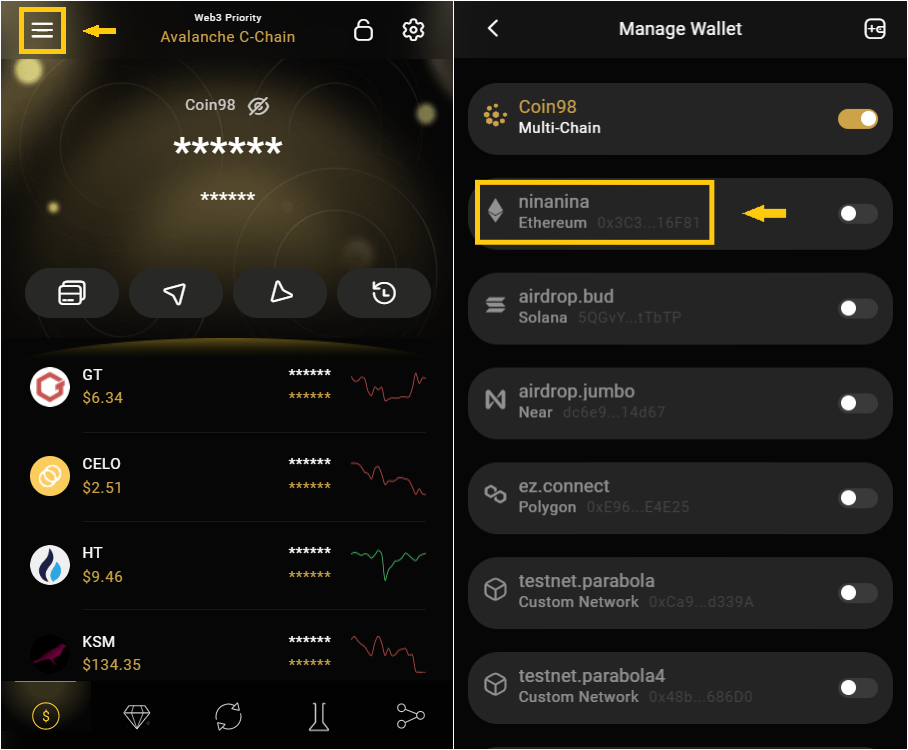 Web3 Priority
Avalanche C-Chain
Coin98
******
******
GT
******
$6.34
******
CELO
******
$2.51
******
HT
******
$9.46
******
KSM
******
$134.35
******
$
Manage Wallet
Coin98
Multi-Chain
ninanina
Ethereum 0x3C3...16F81
airdrop.bud
Solana 5QGvY...tTbTP
airdrop.jumbo
Near dc6e9...14d67
ez.connect
Polygon 0xE96...E4E25
testnet.parabola
Custom Network 0xCa9...d339A
testnet.parabola4
Custom Network 0x48b...686D0